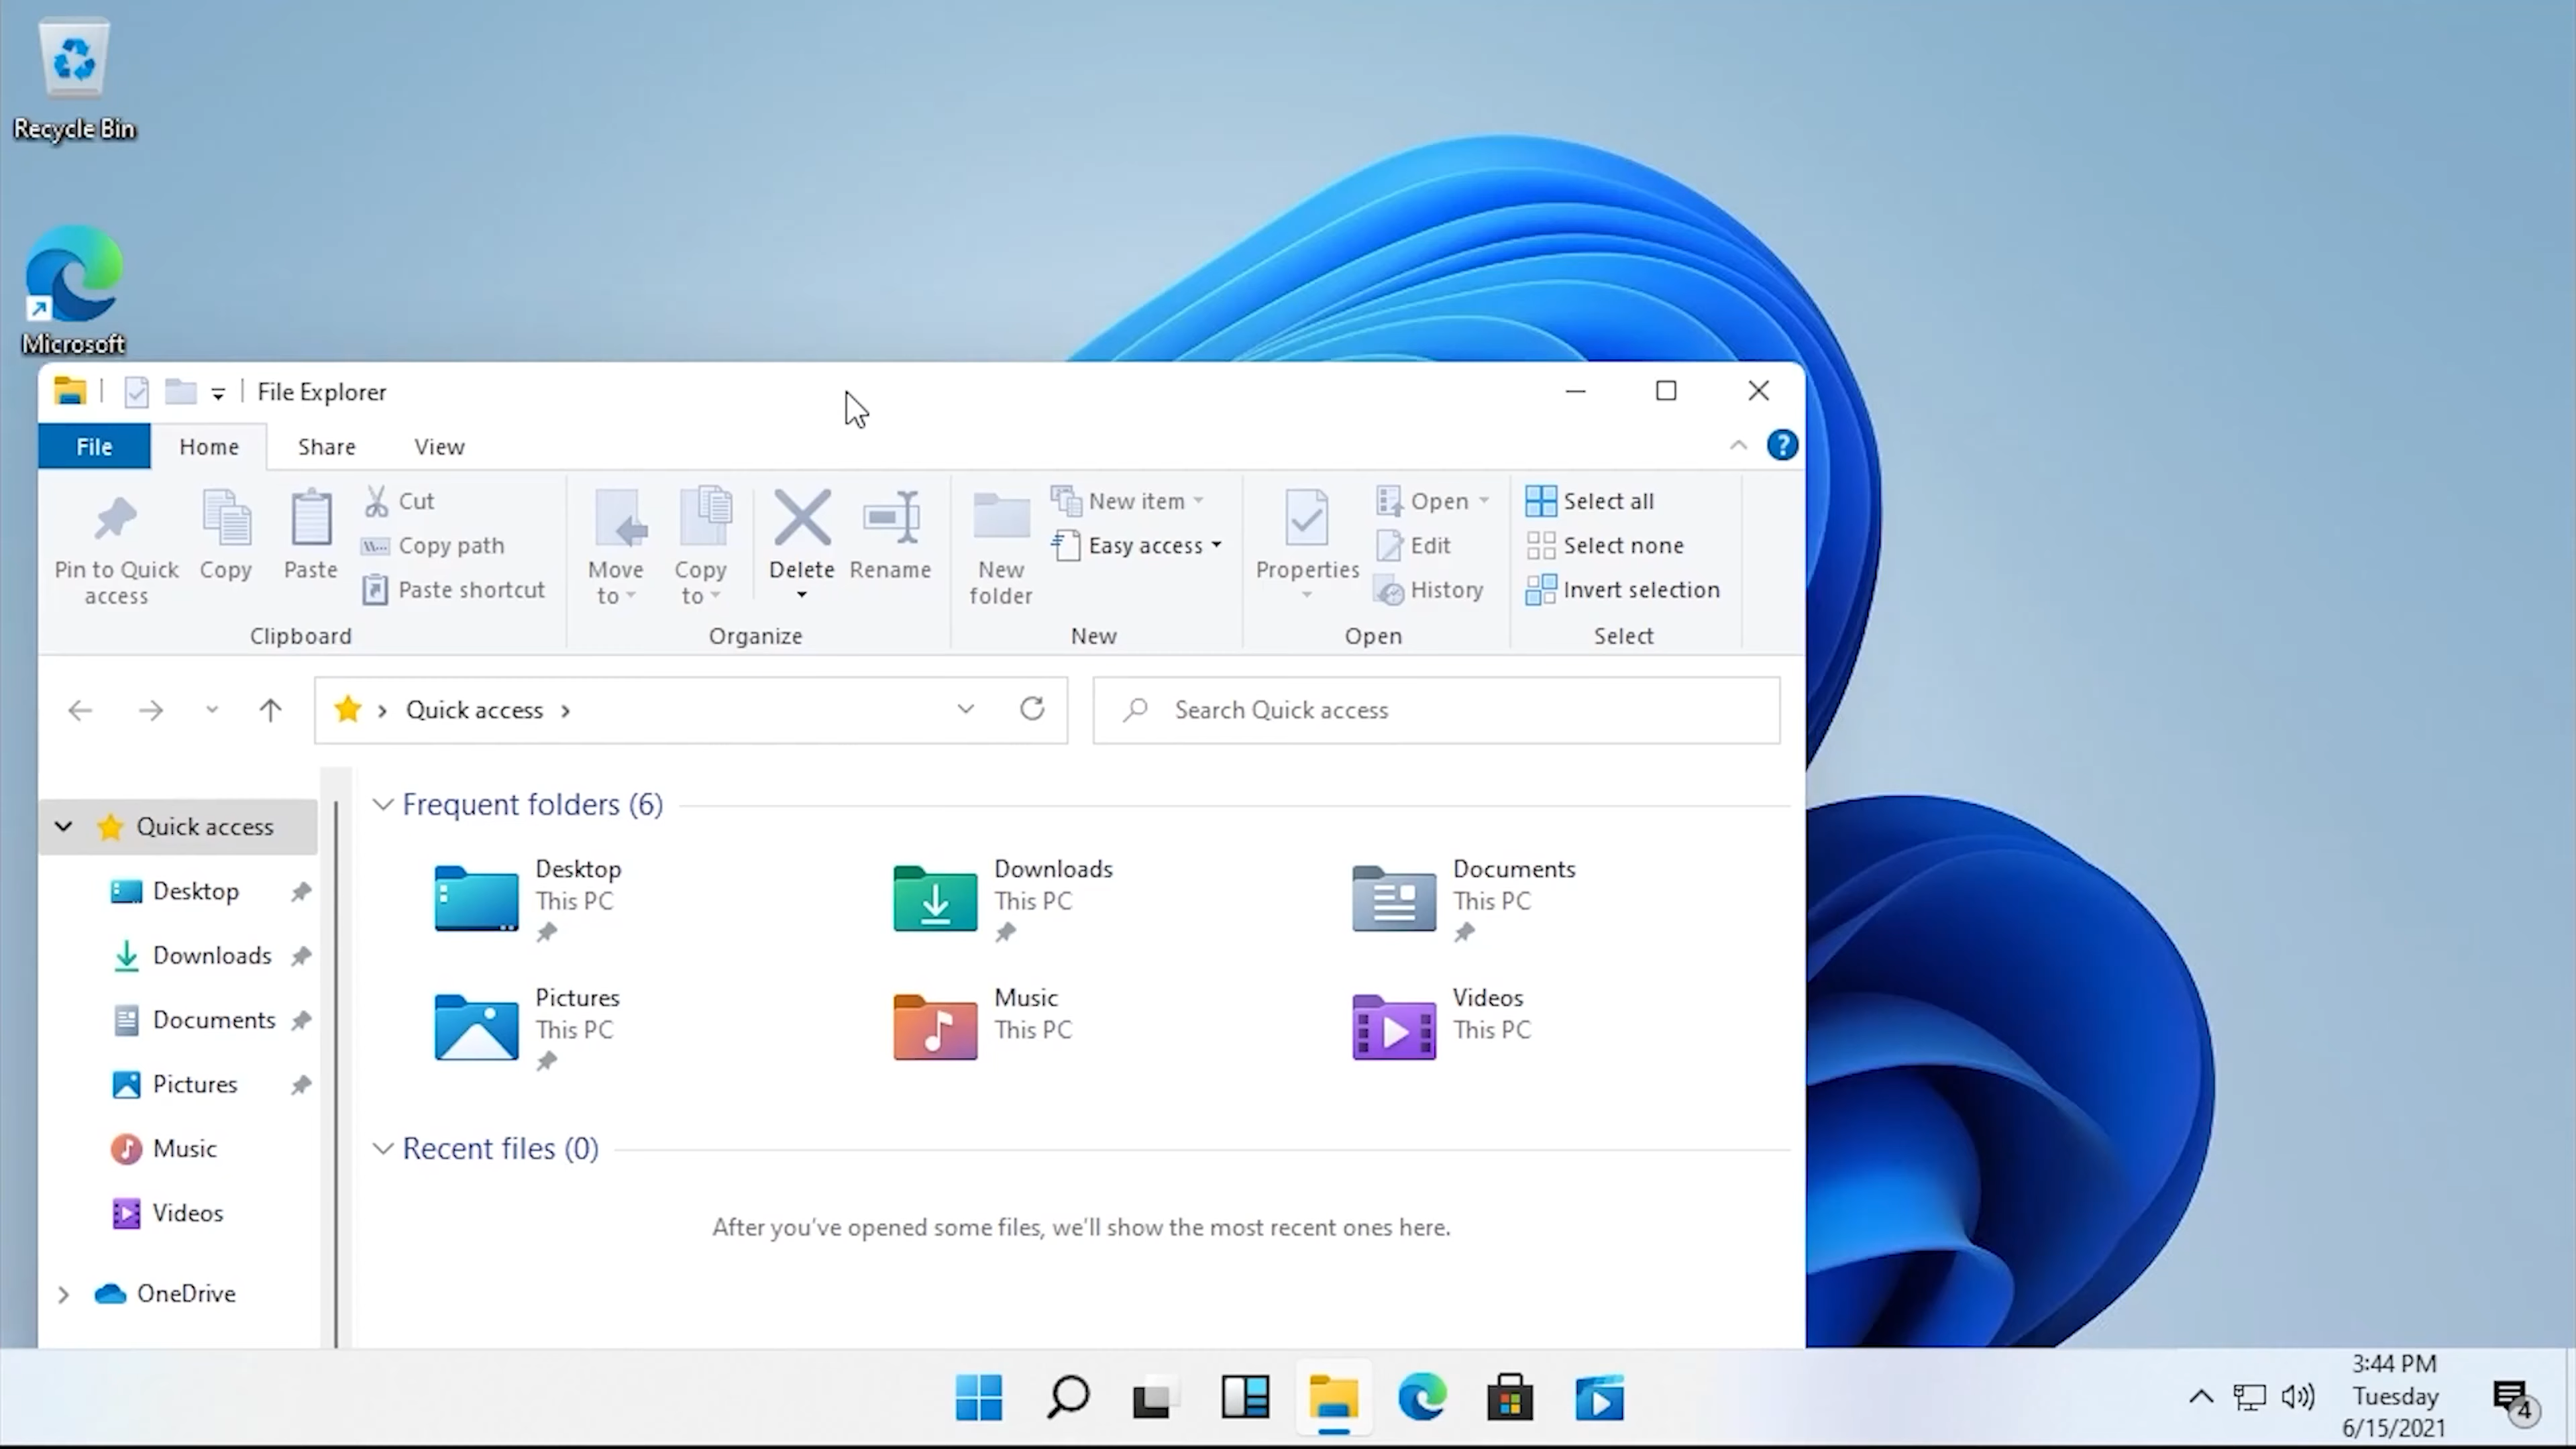 Recycle Bin
Microsoft
File Explorer
File
Home
Share
View
Pin to Quick
access
Copy
Paste
Cut
Copy path
Paste shortcut
Clipboard
Move
to
Copy
to
Delete
Rename
Organize
New
folder
New item
Easy access
New
Properties
Open
Edit
History
Open
Select all
Select none
Invert selection
Select
Quick access
Search Quick access
Quick access
Desktop
Downloads
Documents
Pictures
Music
Videos
OneDrive
Frequent folders (6)
Desktop
This PC
Downloads
This PC
Documents
This PC
Pictures
This PC
Music
This PC
Videos
This PC
Recent files (0)
After you've opened some files, we'll show the most recent ones here.
3:44 PM
Tuesday
6/15/2021
4